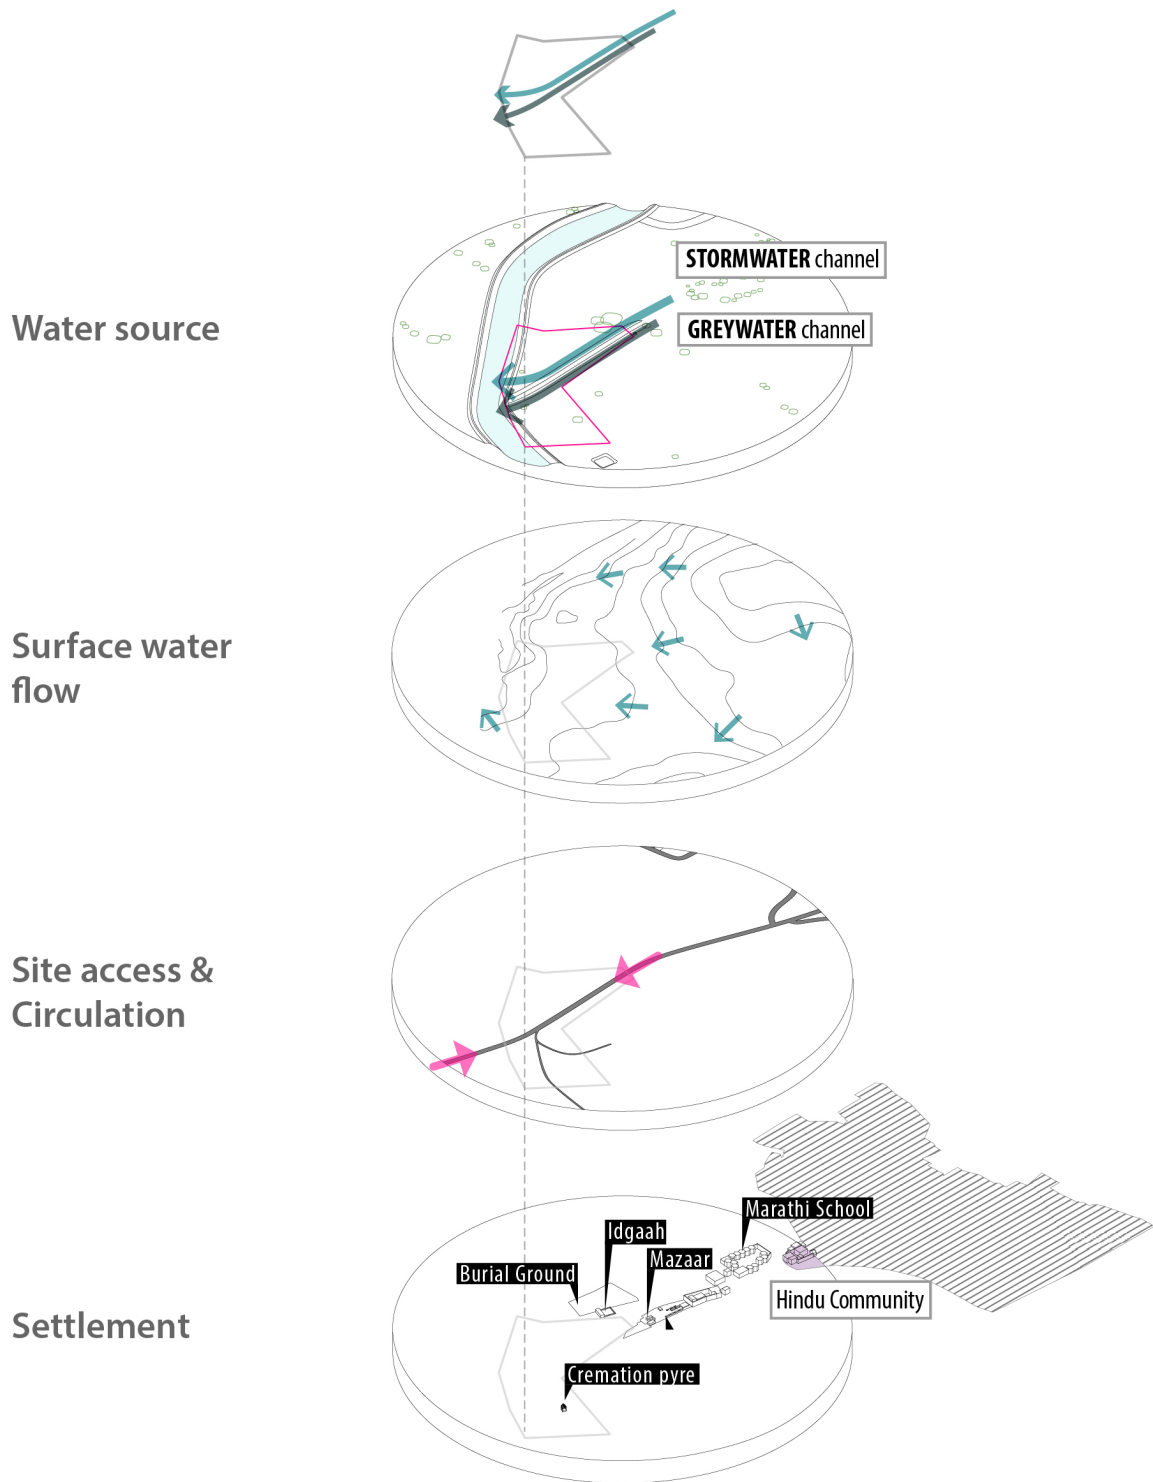 STORMWATER channel
Water source
GREYWATER channel
Surface water
flow
Site access &
Circulation
Marathi School
Idgaah
Mazaar
Burial Ground
Hindu Community
Settlement
Cremation pyre